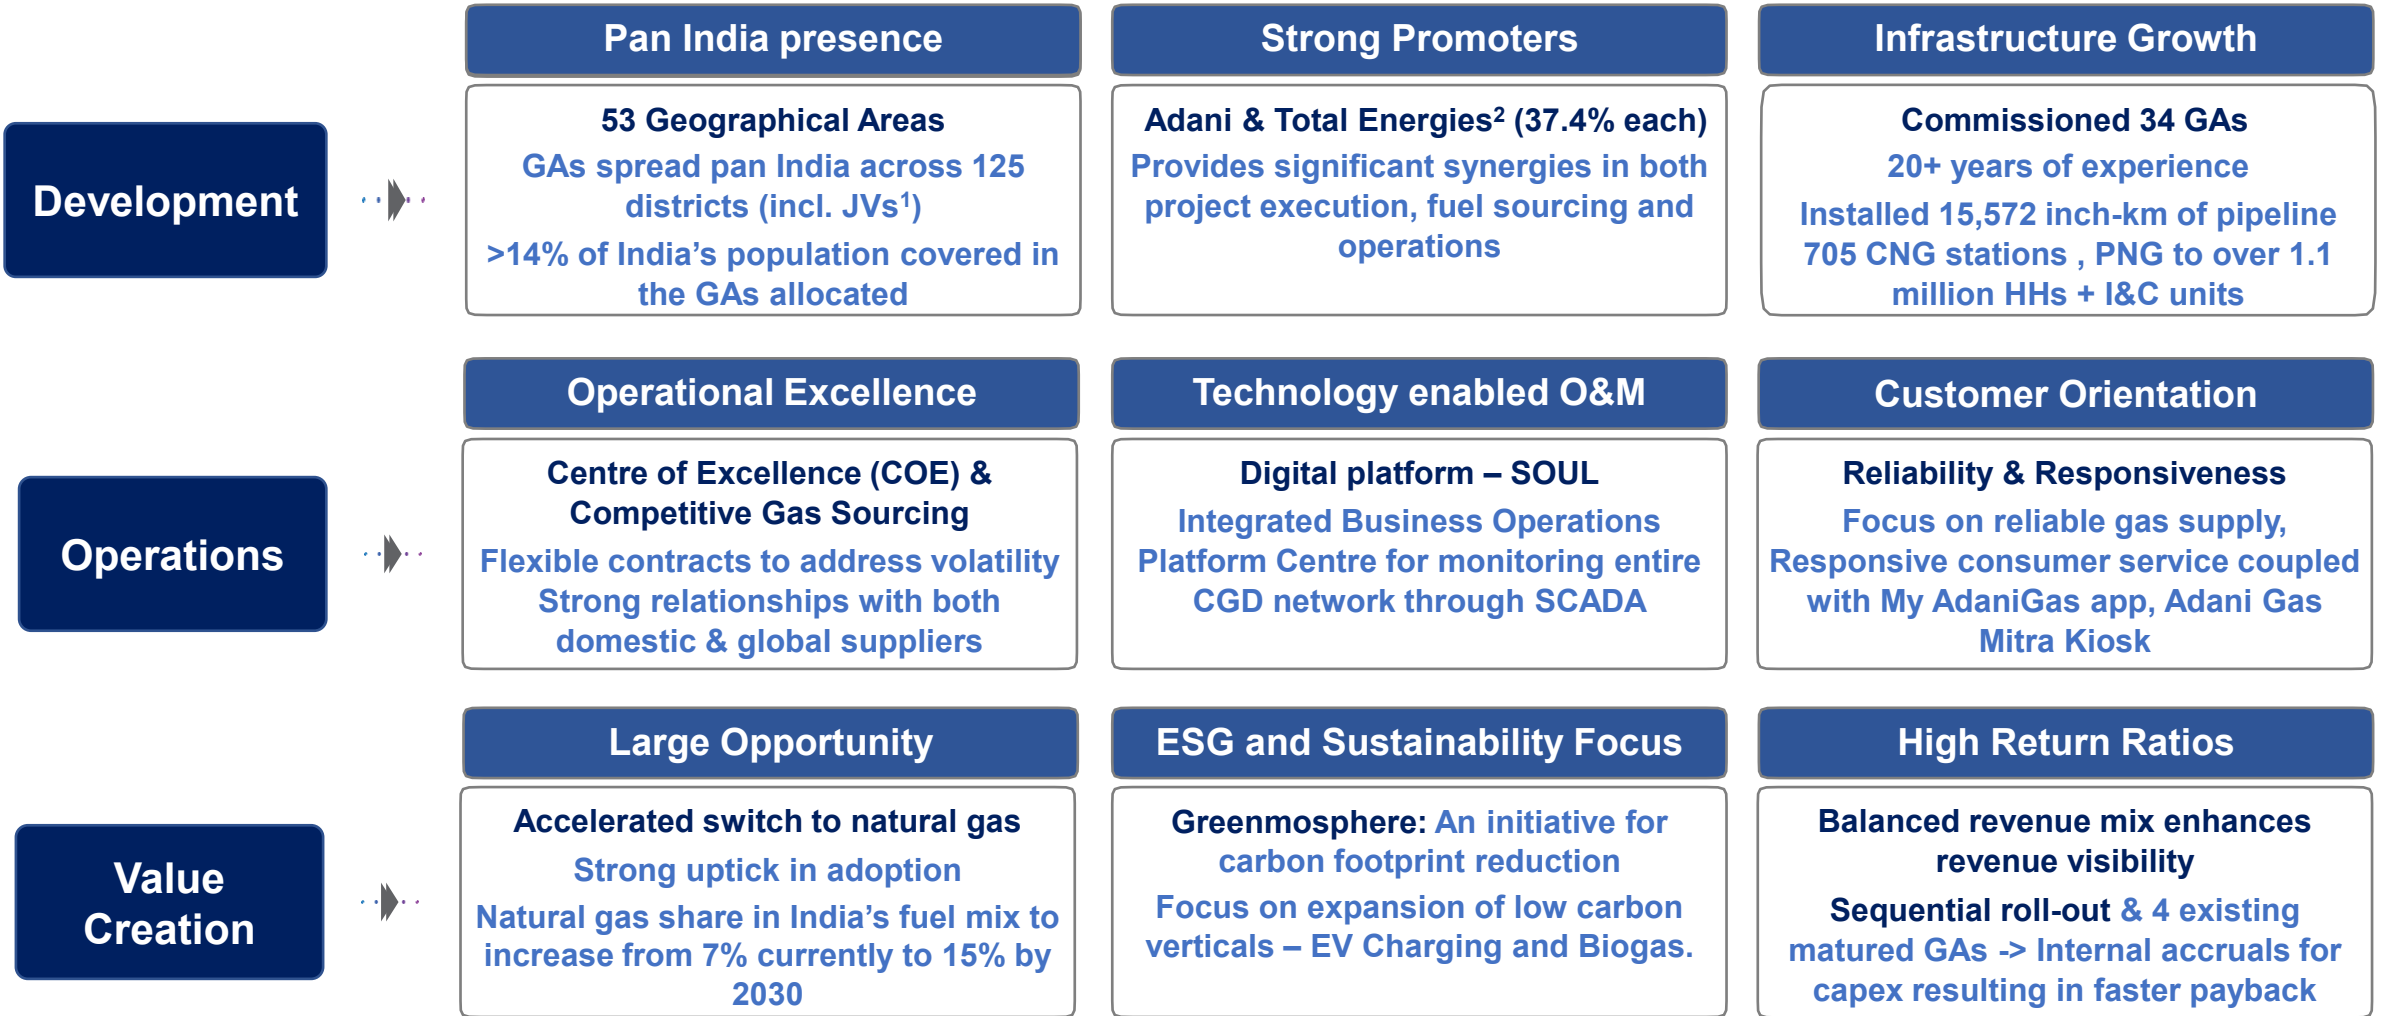 Pan India presence
Strong Promoters
Infrastructure Growth
Development
53 Geographical Areas
GAs spread pan India across 125
districts (incl. JVs¹)
>14% of India’s population covered in
the GAs allocated
Adani & Total Energies² (37.4% each)
Provides significant synergies in both
project execution, fuel sourcing and
operations
Commissioned 34 GAs
20+ years of experience
Installed 15,572 inch-km of pipeline
705 CNG stations , PNG to over 1.1
million HHs + I&C units
Operational Excellence
Technology enabled O&M
Customer Orientation
Operations
Centre of Excellence (COE) &
Competitive Gas Sourcing
Flexible contracts to address volatility
Strong relationships with both
domestic & global suppliers
Digital platform – SOUL
Integrated Business Operations
Platform Centre for monitoring entire
CGD network through SCADA
Reliability & Responsiveness
Focus on reliable gas supply,
Responsive consumer service coupled
with My AdaniGas app, Adani Gas
Mitra Kiosk
Large Opportunity
ESG and Sustainability Focus
High Return Ratios
Value
Creation
Accelerated switch to natural gas
Strong uptick in adoption
Natural gas share in India’s fuel mix to
increase from 7% currently to 15% by
2030
Greenmosphere: An initiative for
carbon footprint reduction
Focus on expansion of low carbon
verticals – EV Charging and Biogas.
Balanced revenue mix enhances
revenue visibility
Sequential roll-out & 4 existing
matured GAs -> Internal accruals for
capex resulting in faster payback